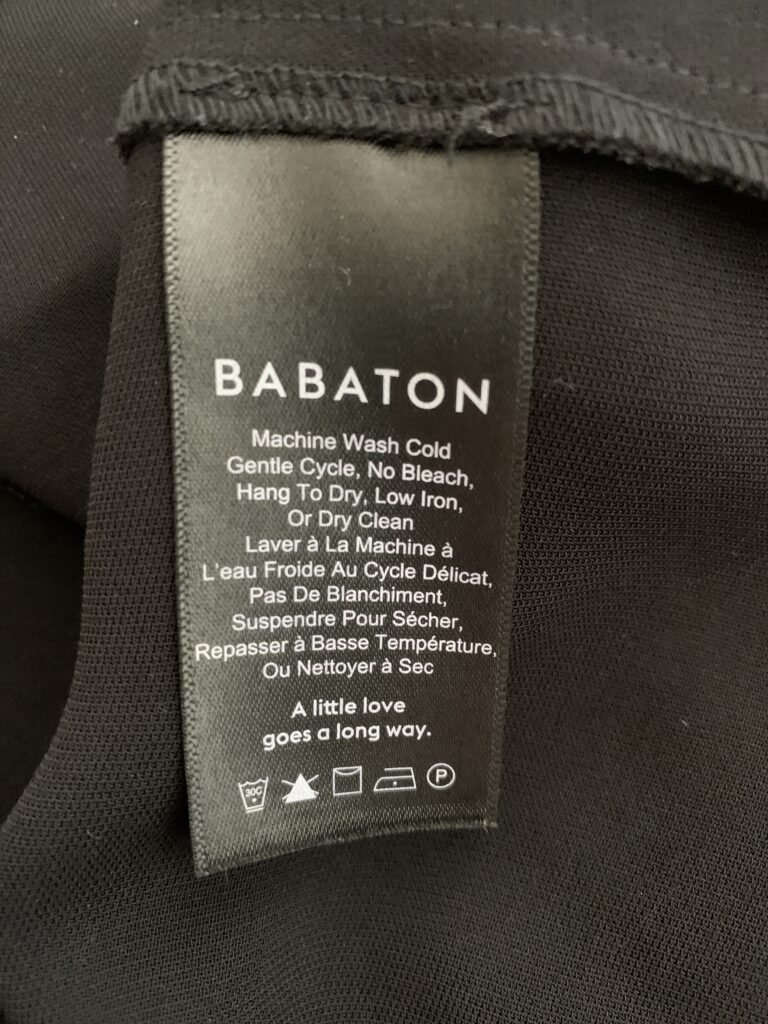 BABATON
Machine Wash Cold
Gentle Cycle, No Bleach,
Hang To Dry, Low Iron,
Or Dry Clean
Laver à La Machine à
L'eau Froide Au Cycle Délicat,
Pas De Blanchiment,
Suspendre Pour Sécher,
Repasser à Basse Température,
Ou Nettoyer à Sec
A little love
goes a long way.
30C P